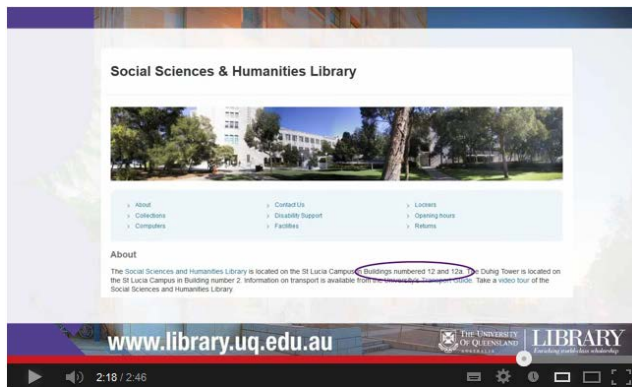 Social Sciences & Humanities Library
› About
› Collections
› Computers
› Contact Us
› Disability Support
› Facilities
› Lockers
› Opening hours
› Returns
About
The Social Sciences and Humanities Library is located on the St Lucia Campus in Buildings numbered 12 and 12a. The Duhig Tower is located on
the St Lucia Campus in Building number 2. Information on transport is available from the University's Transport Guide. Take a video tour of the
Social Sciences and Humanities Library
www.library.uq.edu.au
THE UNIVERSITY
OF QUEENSLAND
AUSTRALIA
LIBRARY
Enriching world-class scholarship
2:18 / 2:46